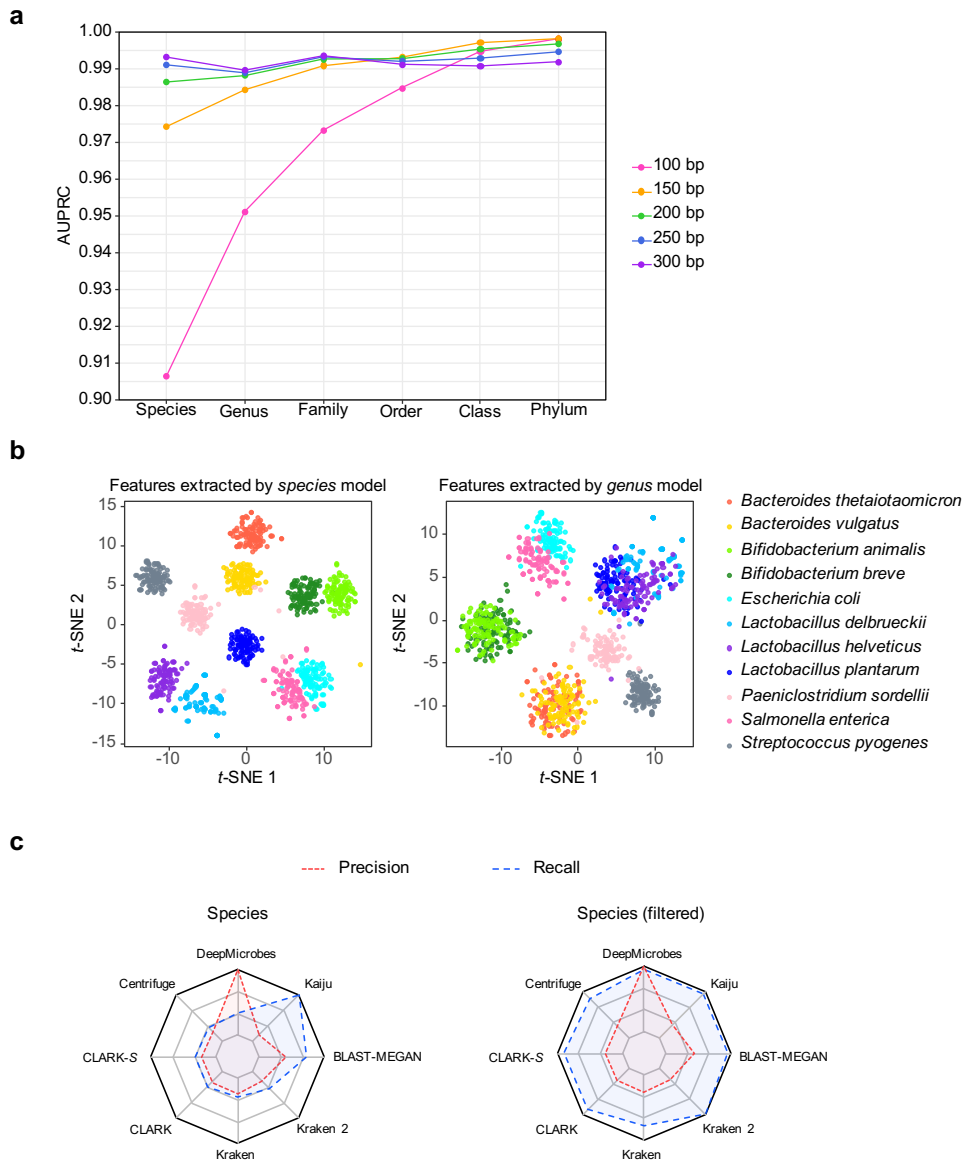 a
1.00
0.99
0.98
0.97
0.96
0.95
0.94
0.93
0.92
0.91
0.90
AUPRC
Species Genus Family Order Class Phylum
100 bp
150 bp
200 bp
250 bp
300 bp
b
Features extracted by species model
15
10
5
0
-5
-10
-15
t-SNE 2
-10 0 10
t-SNE 1
Features extracted by genus model
10
5
0
-5
-10
t-SNE 2
-10 0 10
t-SNE 1
Bacteroides thetaiotaomicron
Bacteroides vulgatus
Bifidobacterium animalis
Bifidobacterium breve
Escherichia coli
Lactobacillus delbrueckii
Lactobacillus helveticus
Lactobacillus plantarum
Paeniclostridium sordellii
Salmonella enterica
Streptococcus pyogenes
c
Precision Recall
Species
DeepMicrobes
Centrifuge Kaiju
CLARK-S BLAST-MEGAN
CLARK Kraken 2
Kraken
Species (filtered)
DeepMicrobes
Centrifuge Kaiju
CLARK-S BLAST-MEGAN
CLARK Kraken 2
Kraken